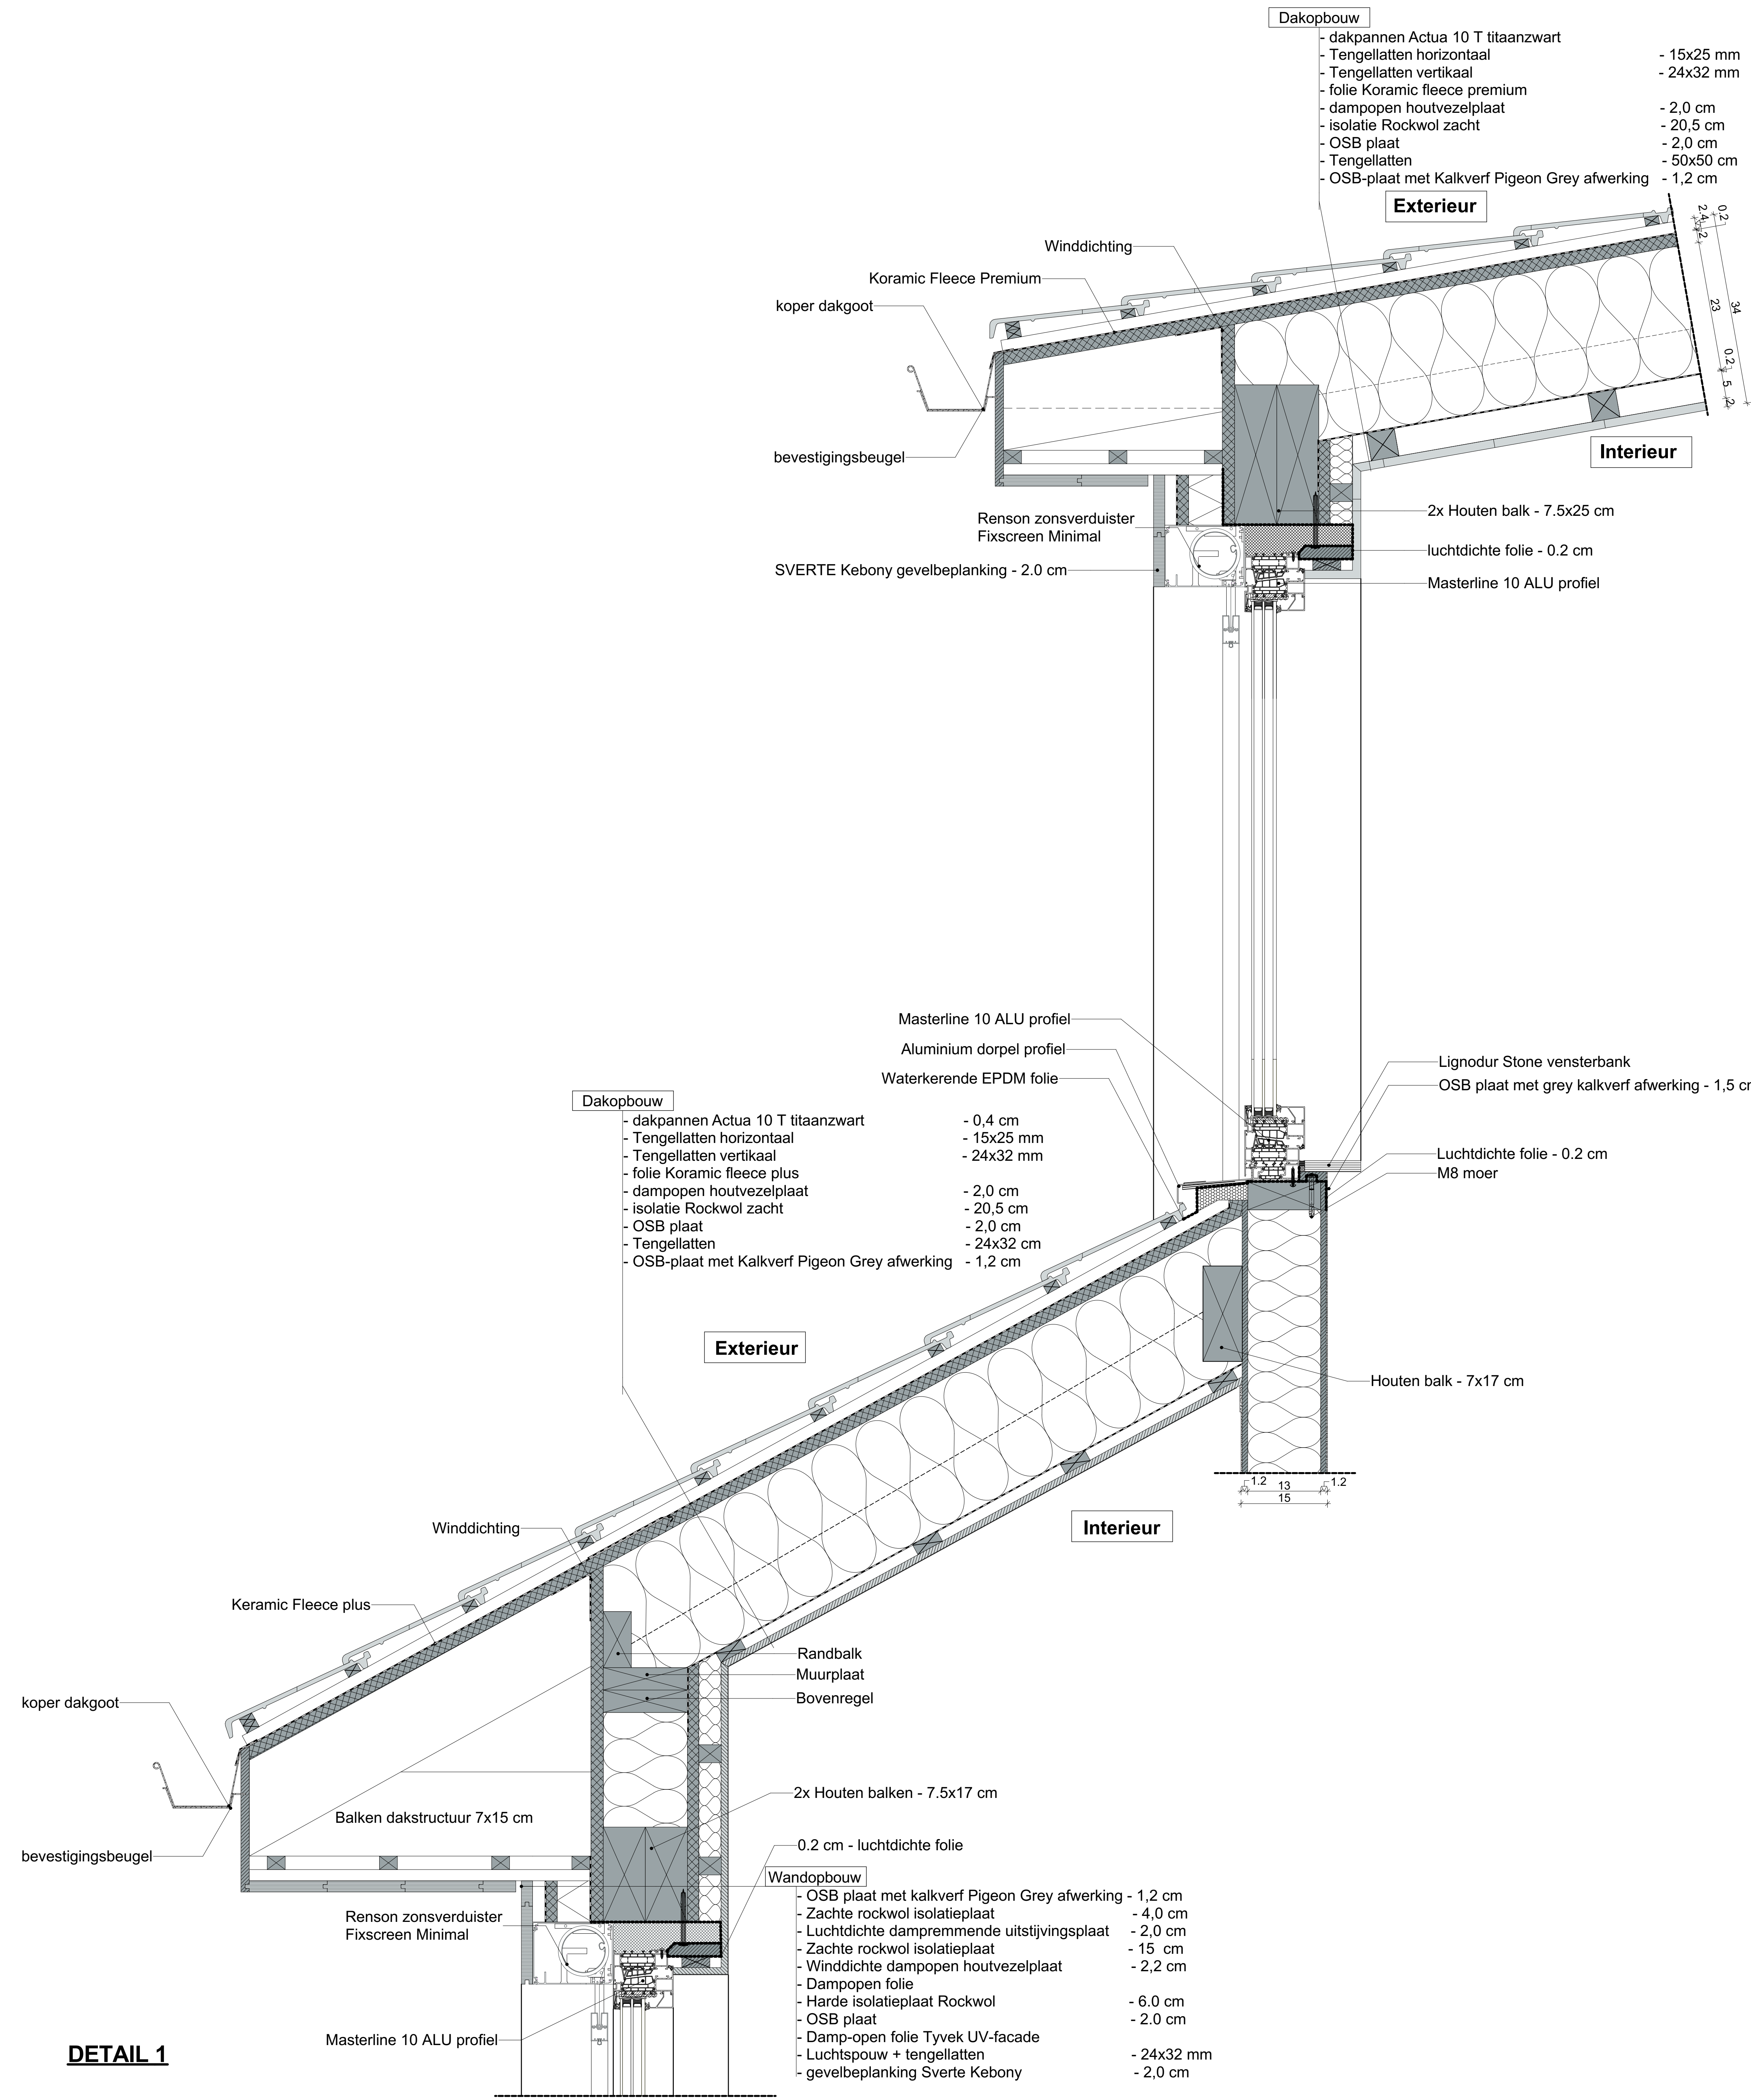 Dakopbouw
- dakpannen Actua 10 T titaanzwart
- Tengellatten horizontaal - 15x25 mm
- Tengellatten vertikaal - 24x32 mm
- folie Koramic fleece premium
- dampopen houtvezelplaat - 2,0 cm
- isolatie Rockwol zacht - 20,5 cm
- OSB plaat - 2,0 cm
- Tengellatten - 50x50 cm
- OSB-plaat met Kalkverf Pigeon Grey afwerking - 1,2 cm
Exterieur
0.2
2.4
2
Winddichting
Koramic Fleece Premium
koper dakgoot
23
34
0.2
5
2
bevestigingsbeugel
Interieur
Renson zonsverduister
Fixscreen Minimal
2x Houten balk - 7.5x25 cm
luchtdichte folie - 0.2 cm
SVERTE Kebony gevelbeplanking - 2.0 cm
Masterline 10 ALU profiel
Masterline 10 ALU profiel
Aluminium dorpel profiel
Waterkerende EPDM folie
Lignodur Stone vensterbank
OSB plaat met grey kalkverf afwerking - 1,5 c
Luchtdichte folie - 0.2 cm
M8 moer
Dakopbouw
- dakpannen Actua 10 T titaanzwart - 0,4 cm
- Tengellatten horizontaal - 15x25 mm
- Tengellatten vertikaal - 24x32 mm
- folie Koramic fleece plus
- dampopen houtvezelplaat - 2,0 cm
- isolatie Rockwol zacht - 20,5 cm
- OSB plaat - 2,0 cm
- Tengellatten - 24x32 cm
- OSB-plaat met Kalkverf Pigeon Grey afwerking - 1,2 cm
Exterieur
Houten balk - 7x17 cm
1.2 13 1.2
15
Interieur
Winddichting
Keramic Fleece plus
Randbalk
Muurplaat
Bovenregel
koper dakgoot
2x Houten balken - 7.5x17 cm
Balken dakstructuur 7x15 cm
0.2 cm - luchtdichte folie
bevestigingsbeugel
Wandopbouw
- OSB plaat met kalkverf Pigeon Grey afwerking - 1,2 cm
- Zachte rockwol isolatieplaat - 4,0 cm
- Luchtdichte dampremmende uitstijvingsplaat - 2,0 cm
- Zachte rockwol isolatieplaat - 15 cm
- Winddichte dampopen houtvezelplaat - 2,2 cm
- Dampopen folie
- Harde isolatieplaat Rockwol - 6.0 cm
- OSB plaat - 2.0 cm
- Damp-open folie Tyvek UV-facade
- Luchtspouw + tengellatten - 24x32 mm
- gevelbeplanking Sverte Kebony - 2,0 cm
Renson zonsverduister
Fixscreen Minimal
Masterline 10 ALU profiel
DETAIL 1